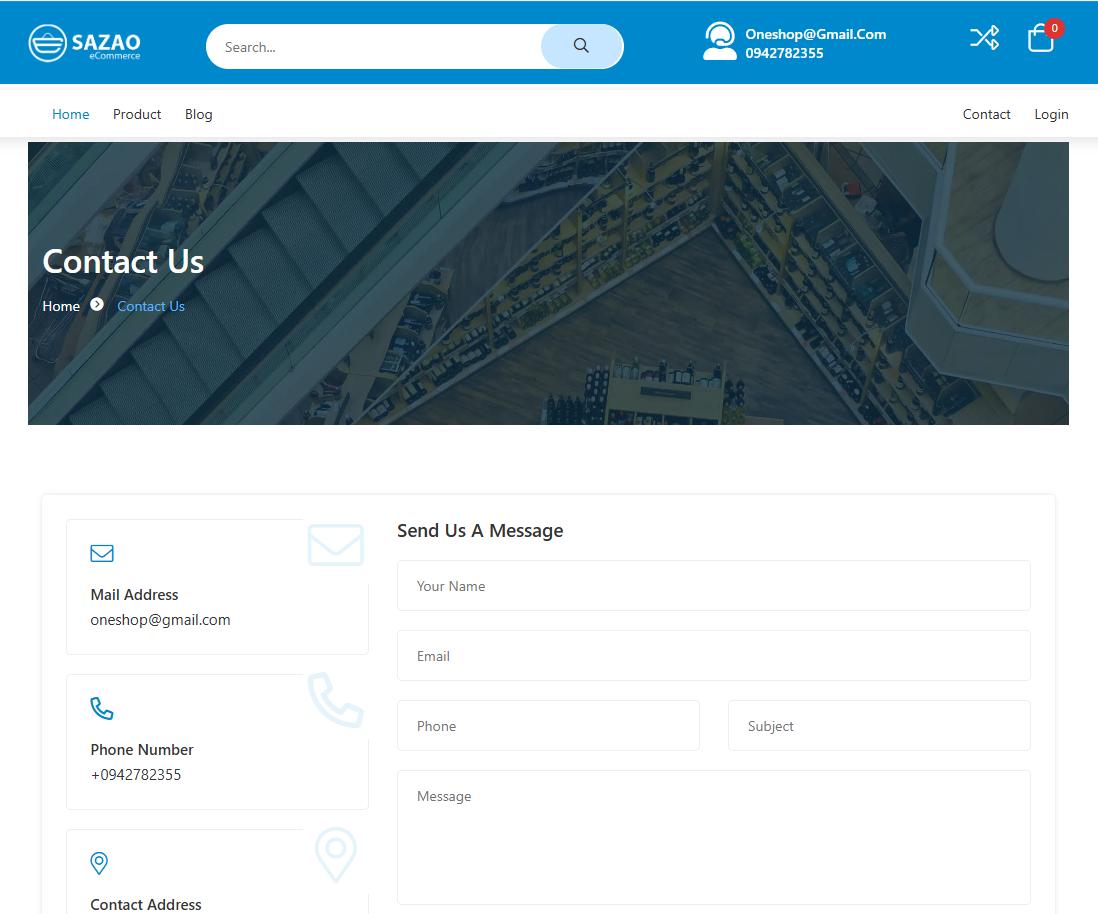 SAZAO
eCommerce
Search...
Oneshop@Gmail.Com
0942782355
0
Home
Product
Blog
Contact
Login
Contact Us
Home
Contact Us
Mail Address
oneshop@gmail.com
Phone Number
+0942782355
Contact Address
Send Us A Message
Your Name
Email
Phone
Subject
Message